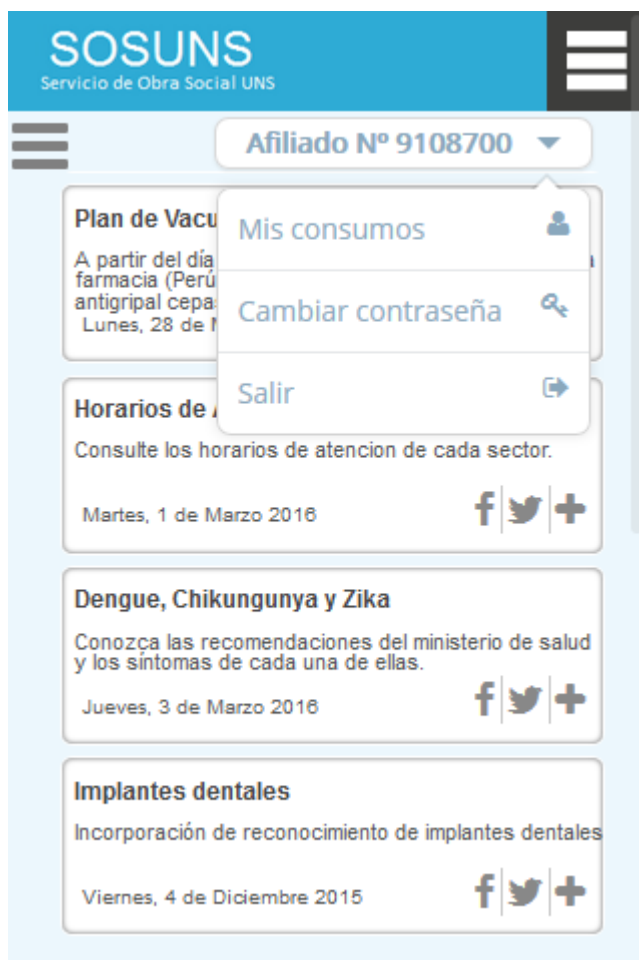 SOSUNS
Servicio de Obra Social UNS
Afiliado Nº 9108700
Mis consumos
Cambiar contraseña
Salir
Plan de Vacu
A partir del día
farmacia (Perú
antigripal cepa
Lunes, 28 de
Horarios de
Consulte los horarios de atencion de cada sector.
Martes, 1 de Marzo 2016
Dengue, Chikungunya y Zika
Conozca las recomendaciones del ministerio de salud
y los síntomas de cada una de ellas.
Jueves, 3 de Marzo 2016
Implantes dentales
Incorporación de reconocimiento de implantes dentales
Viernes, 4 de Diciembre 2015